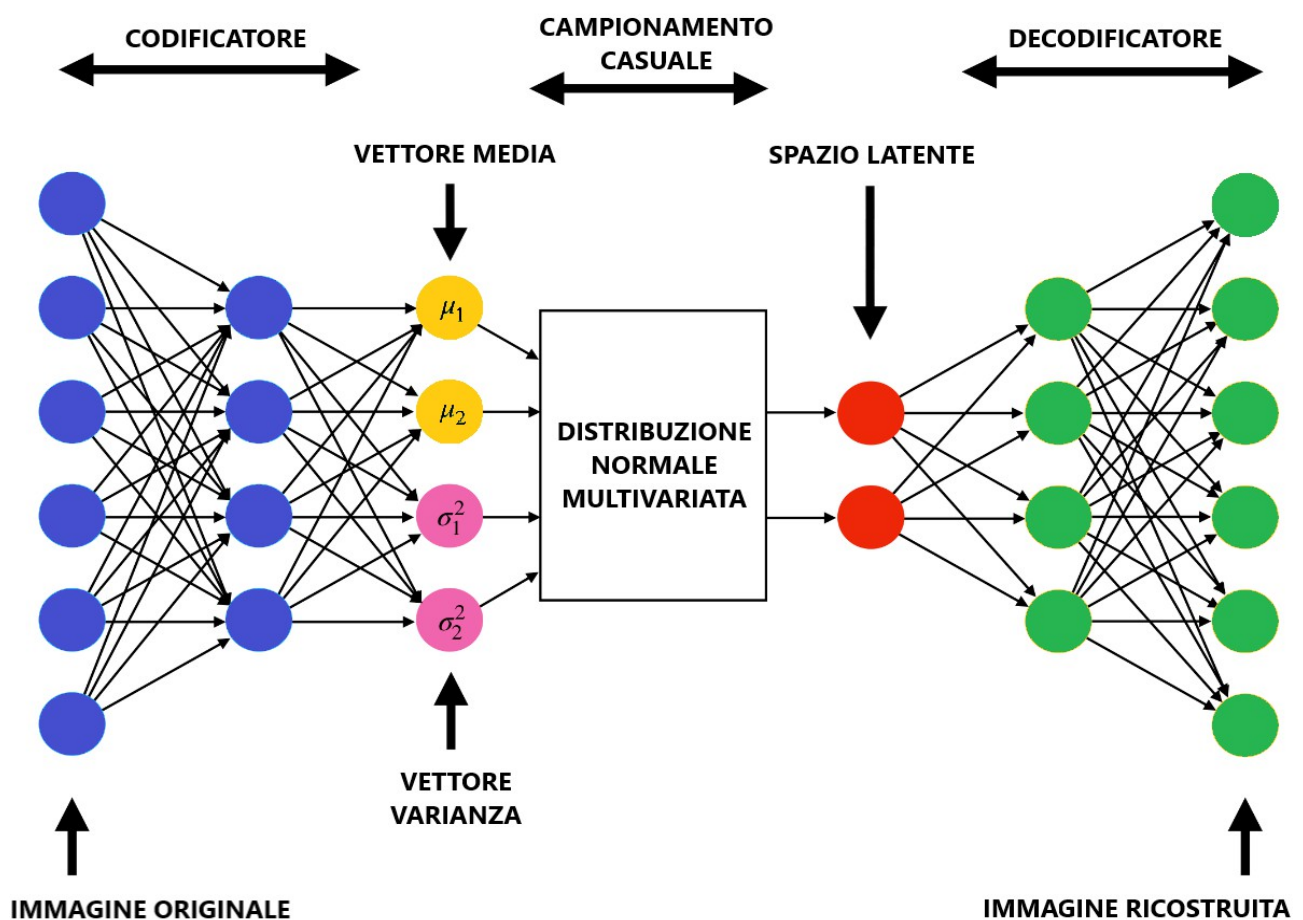 CODIFICATORE
CAMPIONAMENTO
CASUALE
DECODIFICATORE
VETTORE MEDIA
SPAZIO LATENTE
μ₁
μ₂
σ₁²
σ₂²
DISTRIBUZIONE
NORMALE
MULTIVARIATA
VETTORE
VARIANZA
IMMAGINE ORIGINALE
IMMAGINE RICOSTRUITA